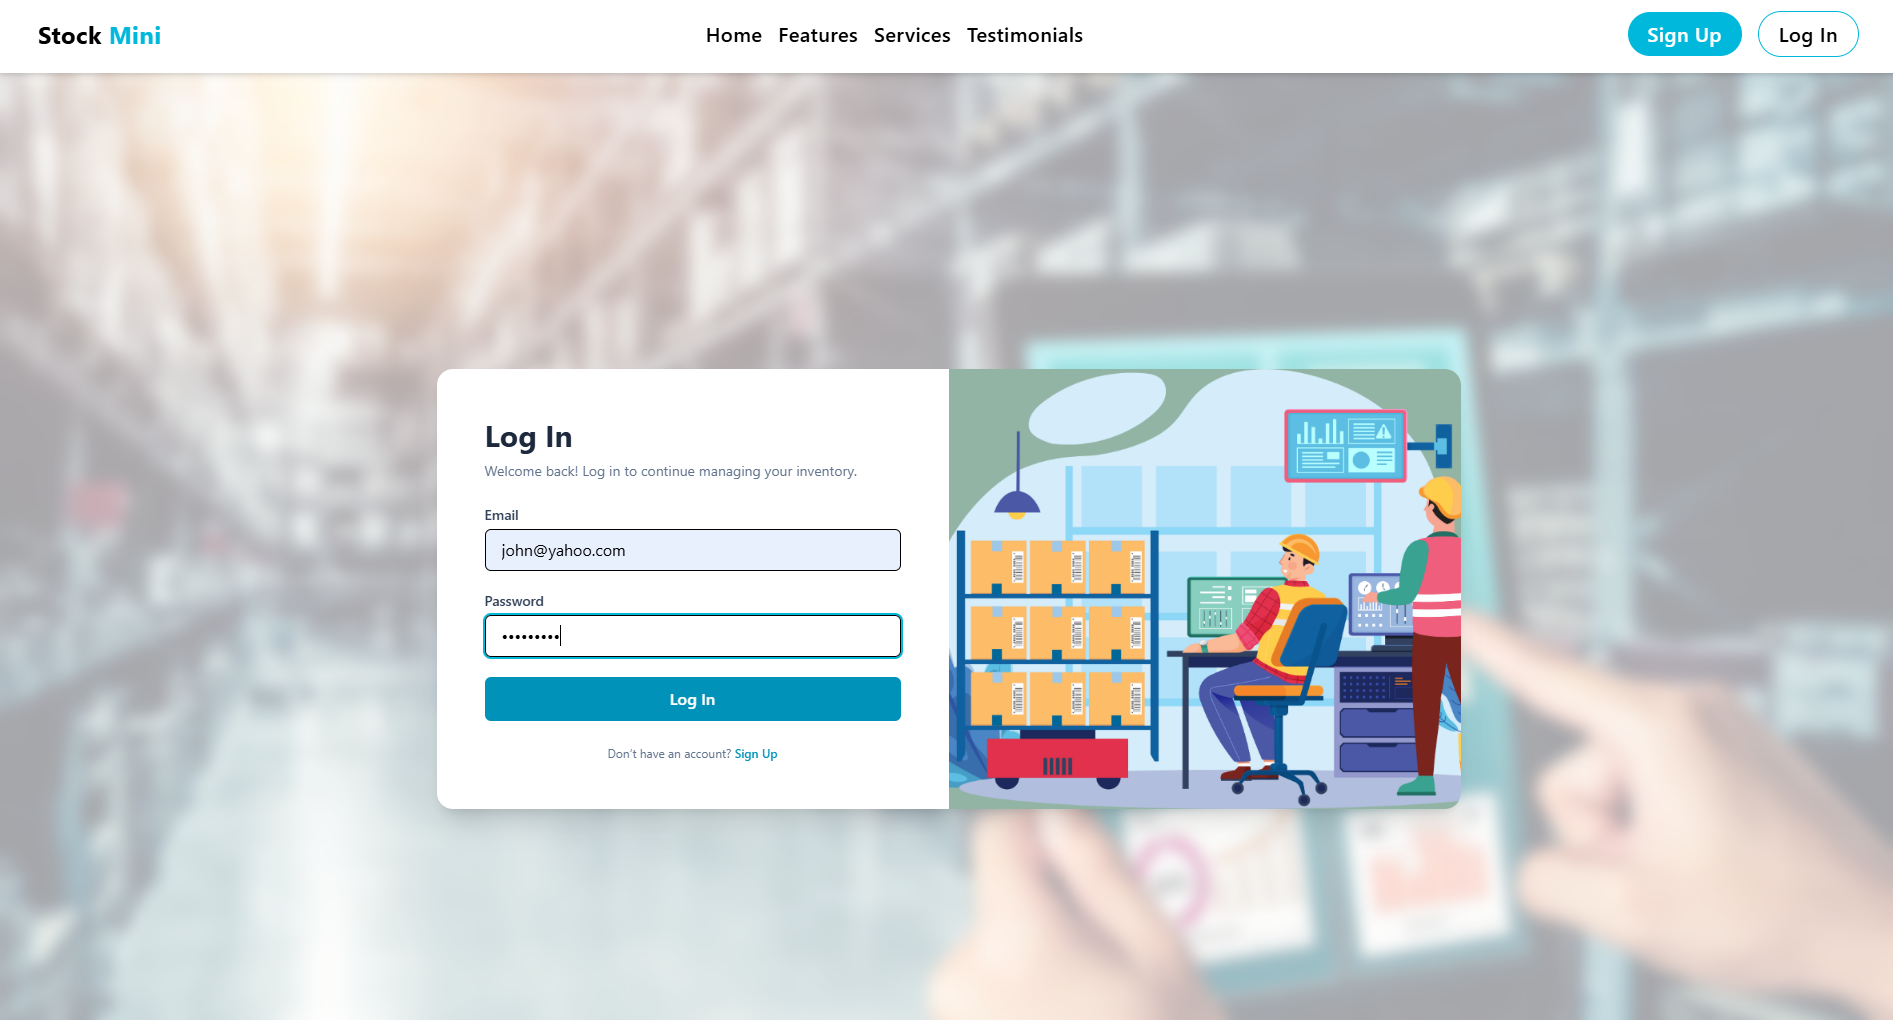 Stock Mini
Home Features Services Testimonials
Sign Up
Log In
Log In
Welcome back! Log in to continue managing your inventory.
Email
john@yahoo.com
Password
•••••••••
Log In
Don't have an account? Sign Up